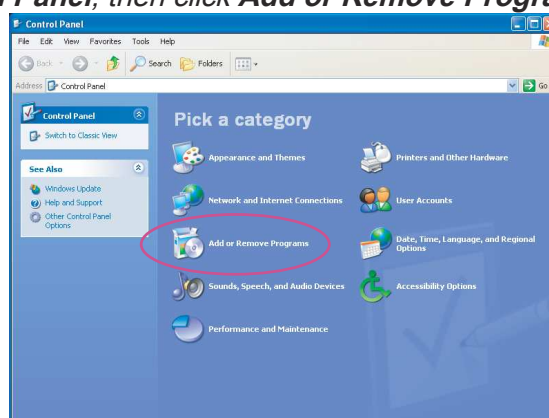 Panel, then click Add or Remove Progra
Control Panel
File Edit View Favorites Tools Help
Back Search Folders
Address Control Panel Go
Control Panel
Switch to Classic View
See Also
Windows Update
Help and Support
Other Control Panel
Options
Pick a category
Appearance and Themes
Printers and Other Hardware
Network and Internet Connections
User Accounts
Add or Remove Programs
Date, Time, Language, and Regional
Options
Sounds, Speech, and Audio Devices
Accessibility Options
Performance and Maintenance